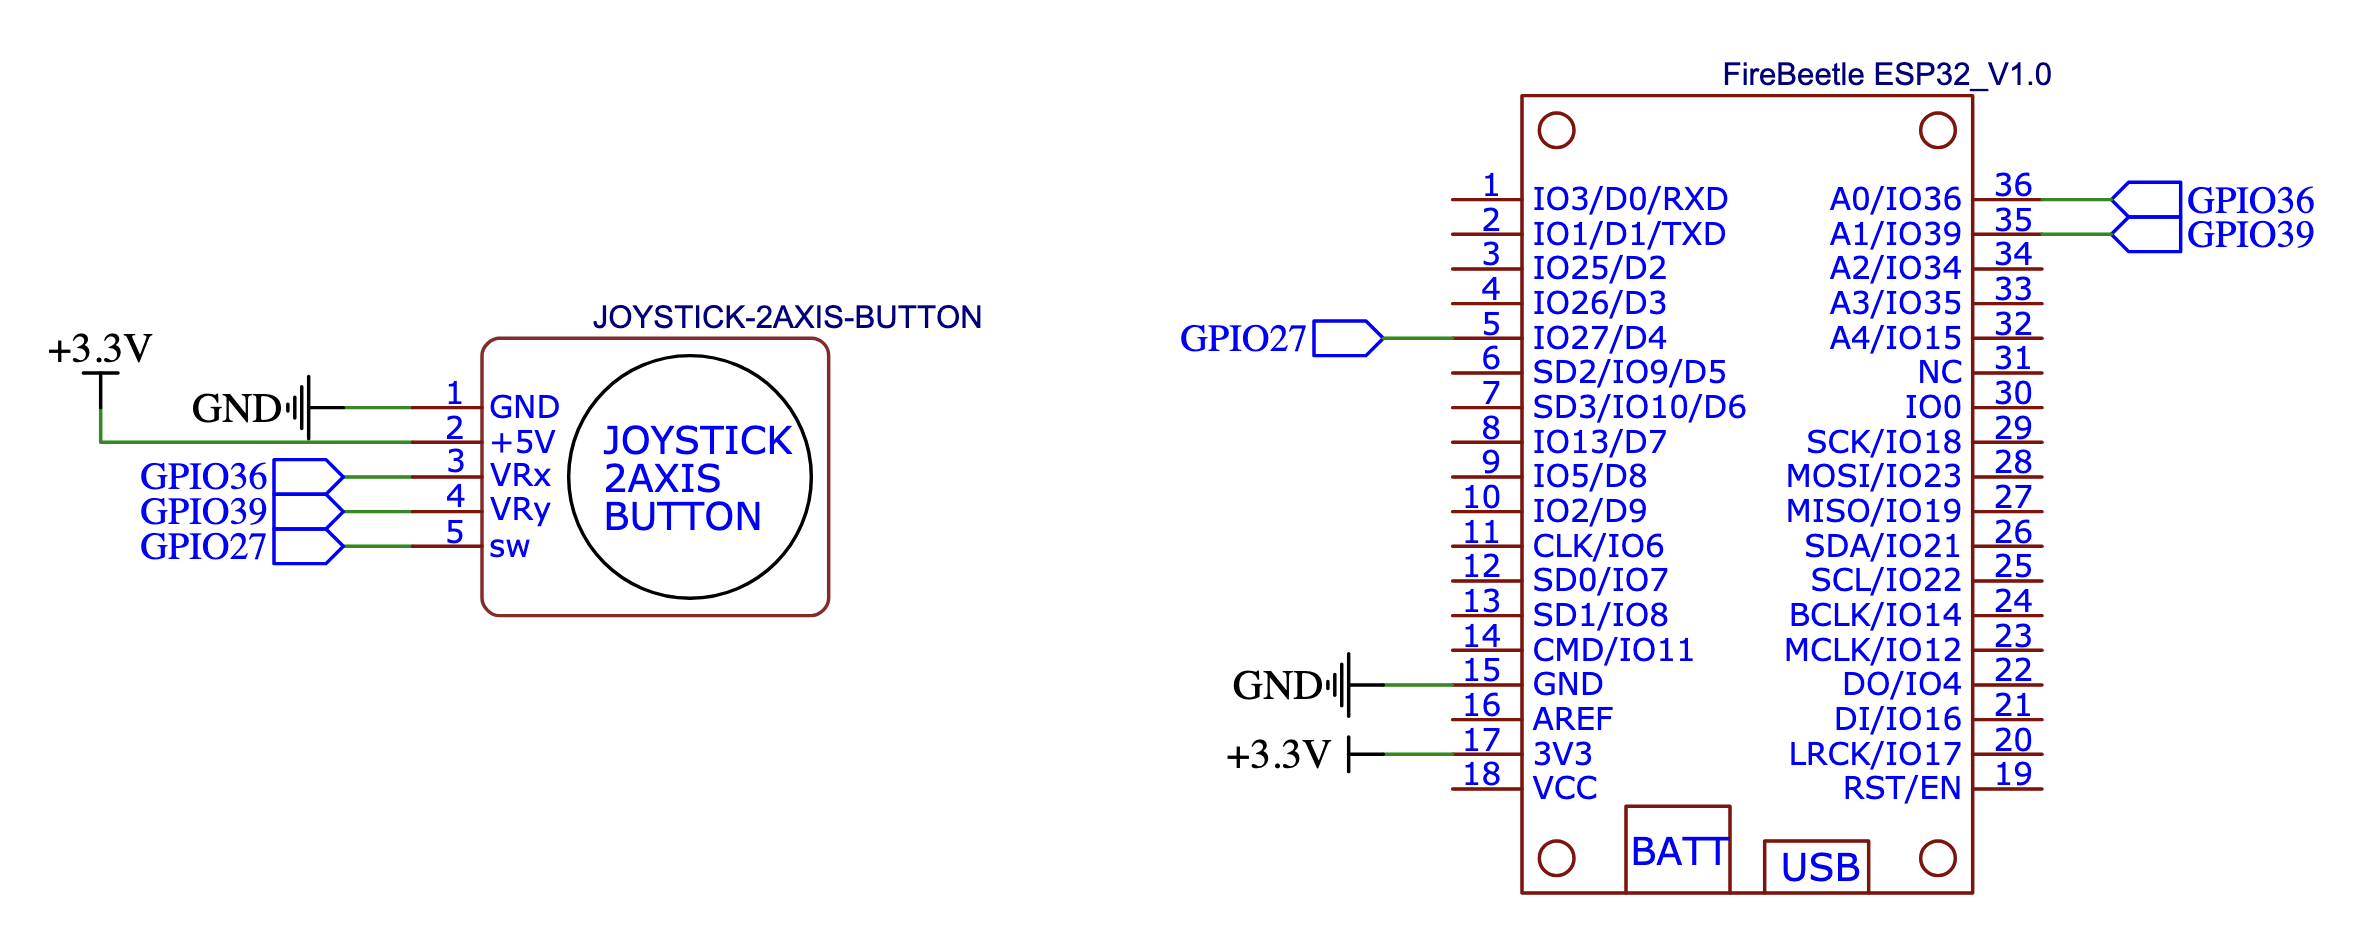 JOYSTICK-2AXIS-BUTTON
+3.3V
GND
1 GND
2 +5V
GPIO36 3 VRx
GPIO39 4 VRy
GPIO27 5 sw
JOYSTICK
2AXIS
BUTTON
FireBeetle ESP32_V1.0
1 IO3/D0/RXD A0/IO36 36 GPIO36
2 IO1/D1/TXD A1/IO39 35 GPIO39
3 IO25/D2 A2/IO34 34
4 IO26/D3 A3/IO35 33
GPIO27 5 IO27/D4 A4/IO15 32
6 SD2/IO9/D5 NC 31
7 SD3/IO10/D6 IO0 30
8 IO13/D7 SCK/IO18 29
9 IO5/D8 MOSI/IO23 28
10 IO2/D9 MISO/IO19 27
11 CLK/IO6 SDA/IO21 26
12 SD0/IO7 SCL/IO22 25
13 SD1/IO8 BCLK/IO14 24
14 CMD/IO11 MCLK/IO12 23
GND 15 GND DO/IO4 22
16 AREF DI/IO16 21
+3.3V 17 3V3 LRCK/IO17 20
18 VCC RST/EN 19
BATT
USB